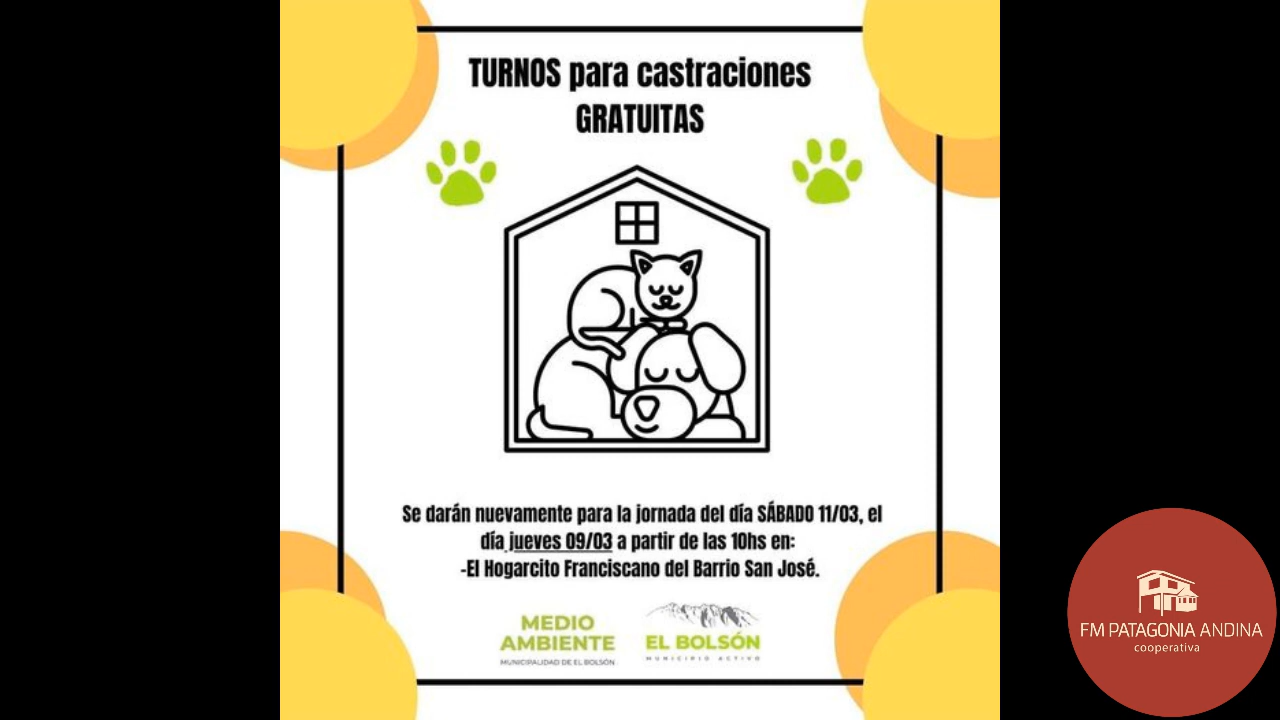 TURNOS para castraciones
GRATUITAS
Se darán nuevamente para la jornada del día SÁBADO 11/03, el
día jueves 09/03 a partir de las 10hs en:
-El Hogarcito Franciscano del Barrio San José.
MEDIO
AMBIENTE
MUNICIPALIDAD DE EL BOLSÓN
EL BOLSÓN
MUNICIPIO ACTIVO
FM PATAGONIA ANDINA
cooperativa